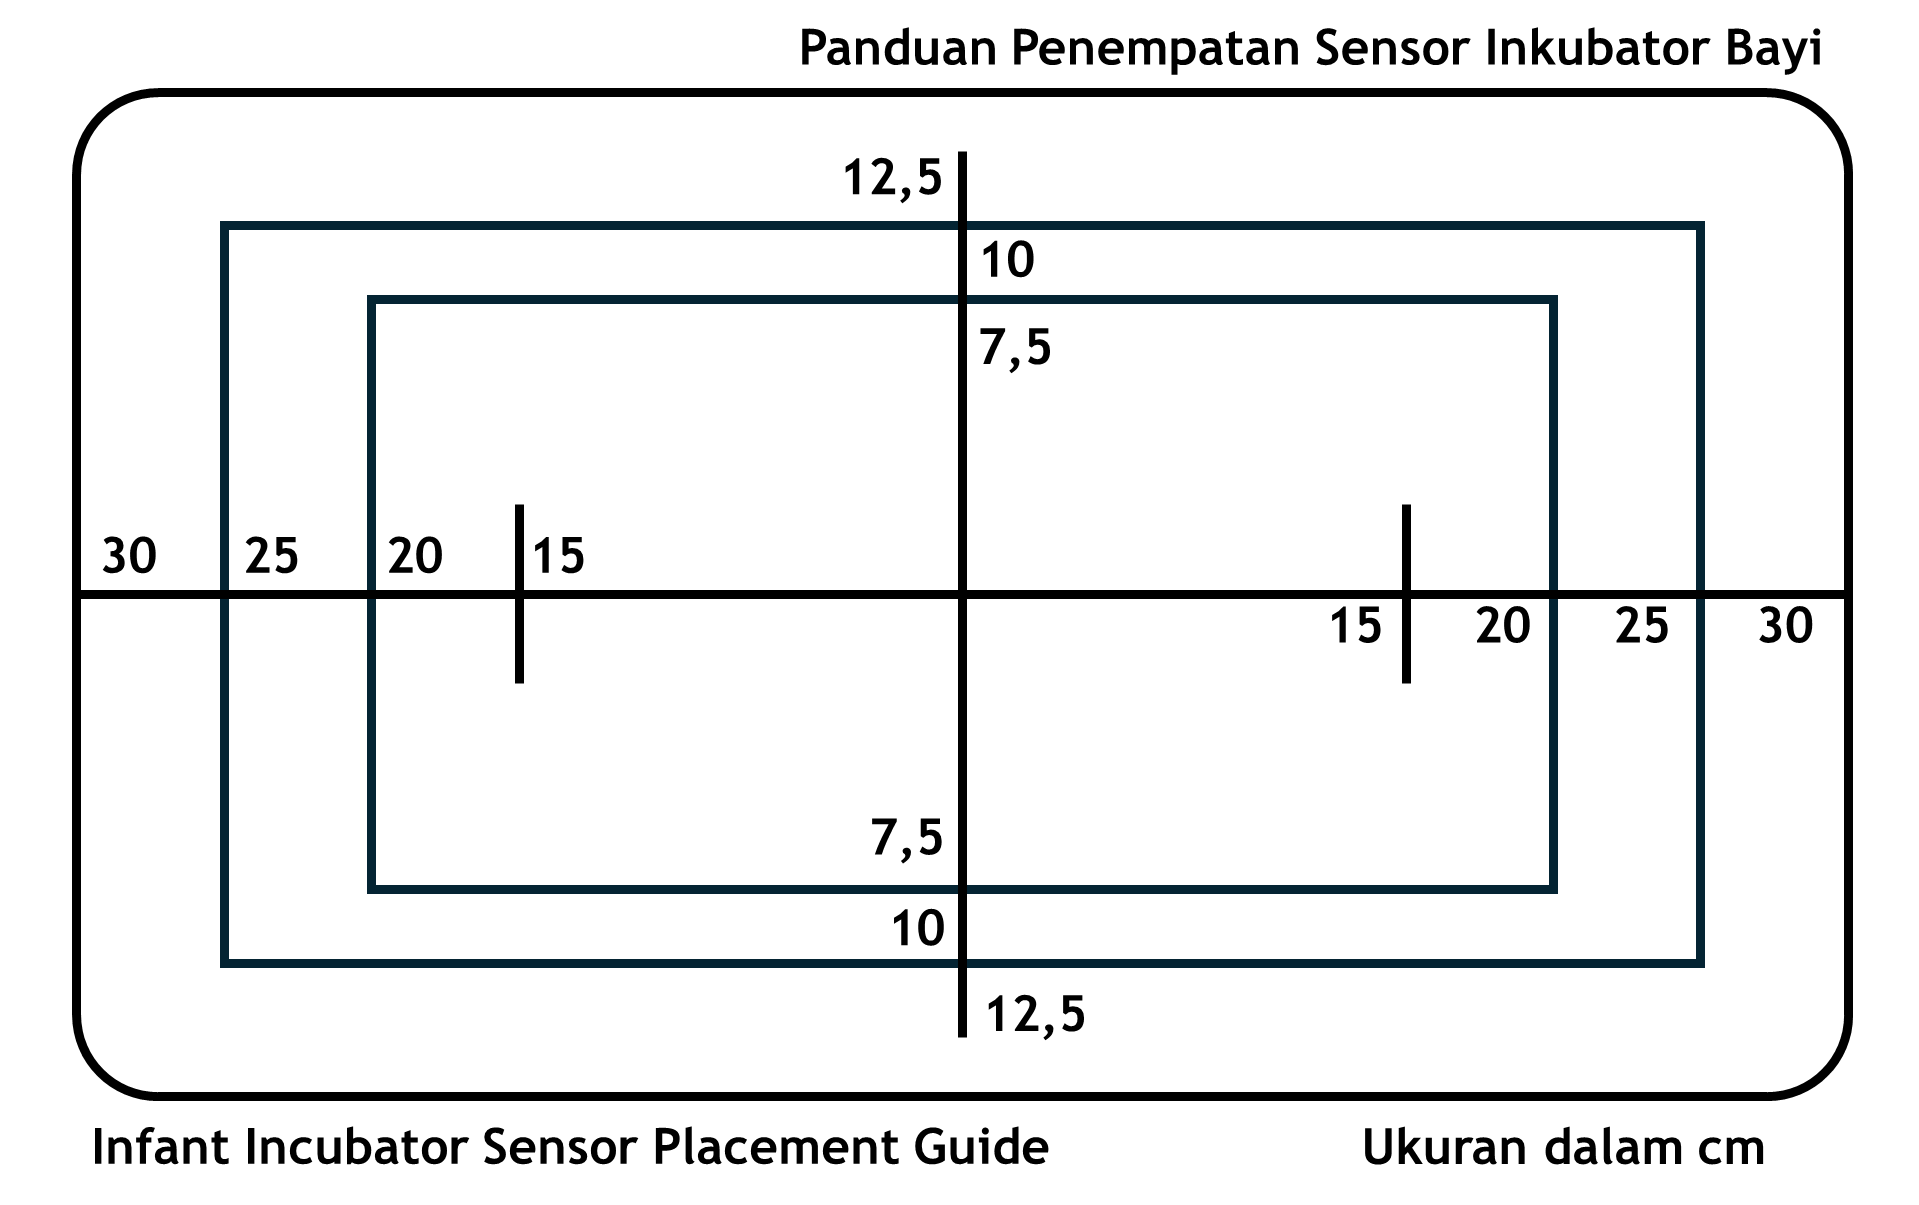 Panduan Penempatan Sensor Inkubator Bayi
12,5
10
7,5
30 25 20 15
15 20 25 30
7,5
10
12,5
Infant Incubator Sensor Placement Guide
Ukuran dalam cm